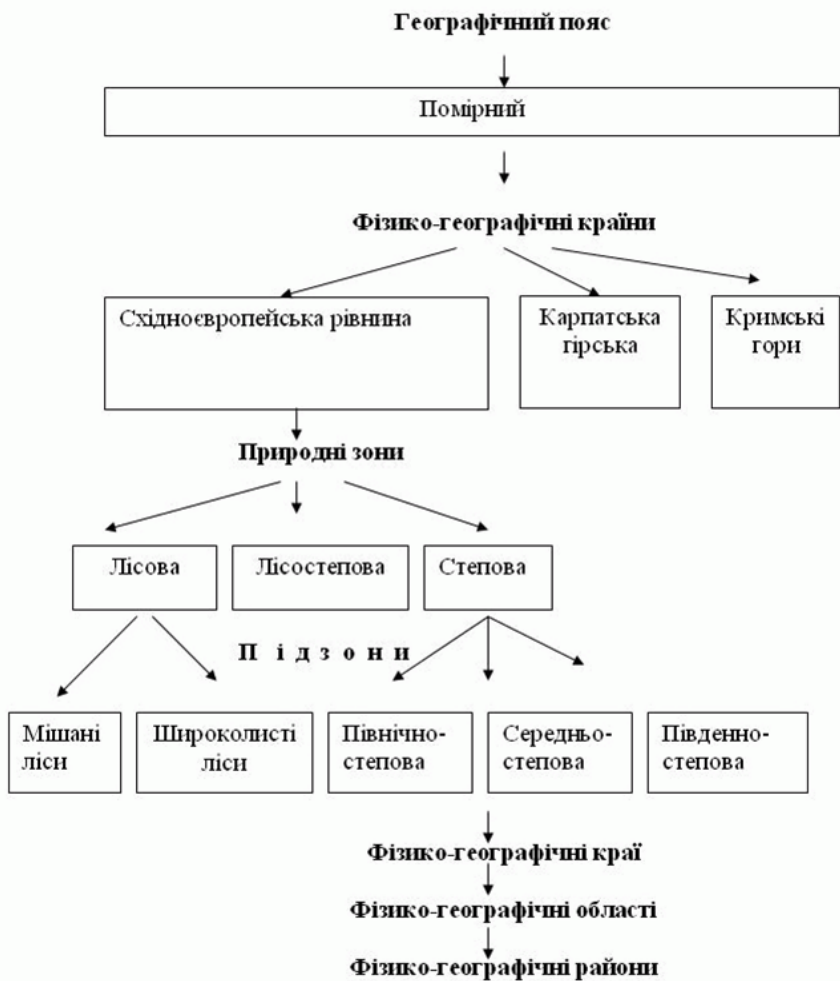 Географічний пояс
Помірний
Фізико-географічні країни
Східноєвропейська рівнина
Карпатська
гірська
Кримські
гори
Природні зони
Лісова
Лісостепова
Степова
П і д з о н и
Мішані
ліси
Широколисті
ліси
Північно-
степова
Середньо-
степова
Південно-
степова
Фізико-географічні краї
Фізико-географічні області
Фізико-географічні райони